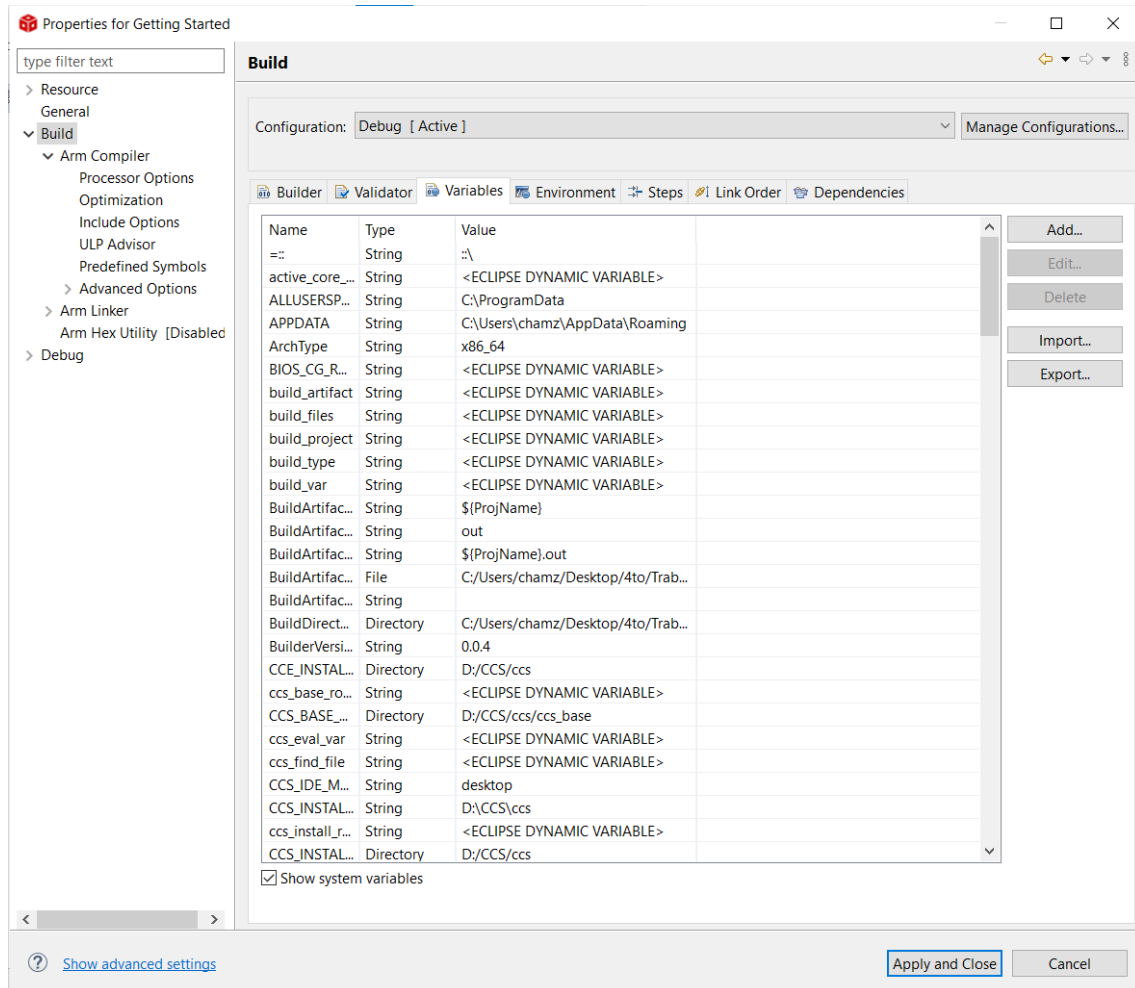 Properties for Getting Started
type filter text
Resource
General
Build
Arm Compiler
Processor Options
Optimization
Include Options
ULP Advisor
Predefined Symbols
Advanced Options
Arm Linker
Arm Hex Utility [Disabled
Debug
Build
Configuration: Debug [ Active ] Manage Configurations...
Builder Validator Variables Environment Steps Link Order Dependencies
Name Type Value
=:: String ::\
active_core_... String <ECLIPSE DYNAMIC VARIABLE>
ALLUSERSP... String C:\ProgramData
APPDATA String C:\Users\chamz\AppData\Roaming
ArchType String x86_64
BIOS_CG_R... String <ECLIPSE DYNAMIC VARIABLE>
build_artifact String <ECLIPSE DYNAMIC VARIABLE>
build_files String <ECLIPSE DYNAMIC VARIABLE>
build_project String <ECLIPSE DYNAMIC VARIABLE>
build_type String <ECLIPSE DYNAMIC VARIABLE>
build_var String <ECLIPSE DYNAMIC VARIABLE>
BuildArtifac... String ${ProjName}
BuildArtifac... String out
BuildArtifac... String ${ProjName}.out
BuildArtifac... File C:/Users/chamz/Desktop/4to/Trab...
BuildArtifac... String
BuildDirect... Directory C:/Users/chamz/Desktop/4to/Trab...
BuilderVersi... String 0.0.4
CCE_INSTAL... Directory D:/CCS/ccs
ccs_base_ro... String <ECLIPSE DYNAMIC VARIABLE>
CCS_BASE_... Directory D:/CCS/ccs/ccs_base
ccs_eval_var String <ECLIPSE DYNAMIC VARIABLE>
ccs_find_file String <ECLIPSE DYNAMIC VARIABLE>
CCS_IDE_M... String desktop
CCS_INSTAL... String D:\CCS\ccs
ccs_install_r... String <ECLIPSE DYNAMIC VARIABLE>
CCS_INSTAL... Directory D:/CCS/ccs
Add...
Edit...
Delete
Import...
Export...
Show system variables
Show advanced settings
Apply and Close Cancel